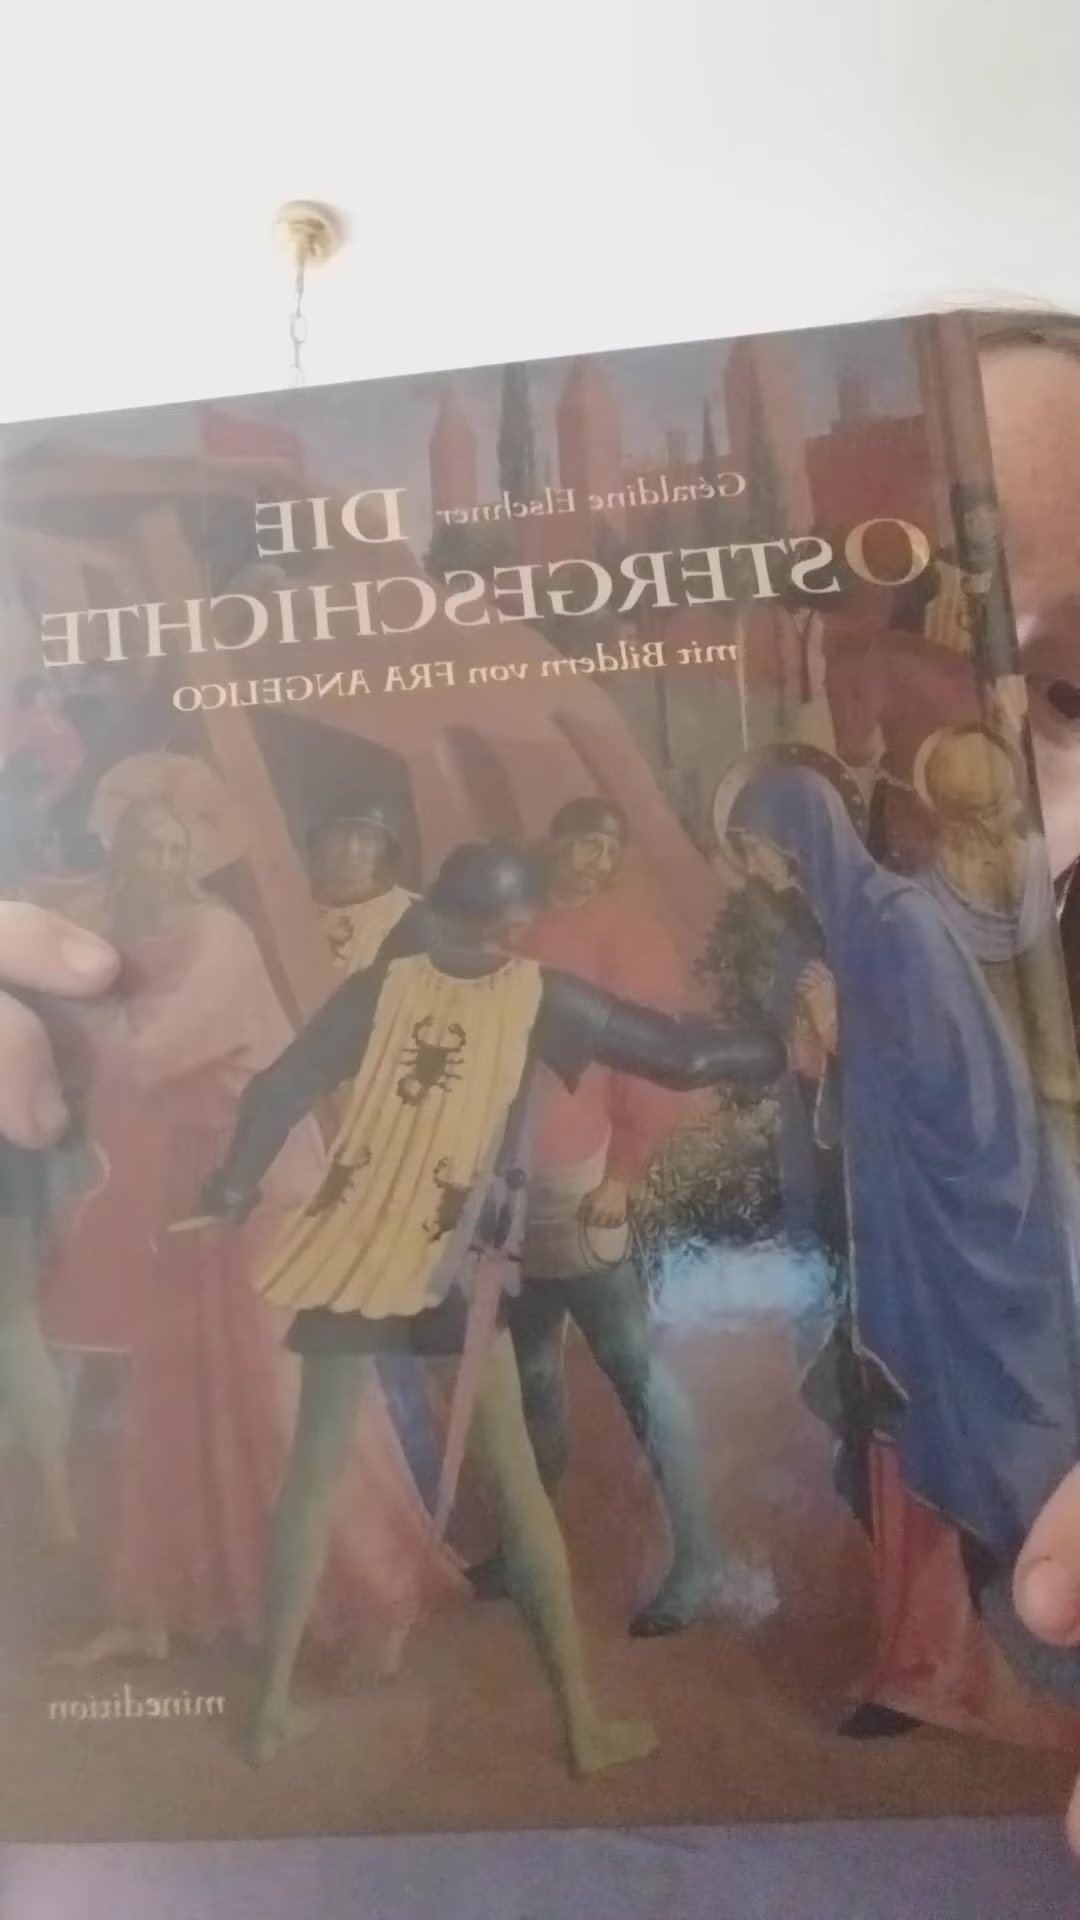 Géraldine Elschner DIE
OSTERGESCHICHTE
mit Bildern von FRA ANGELICO
minedition